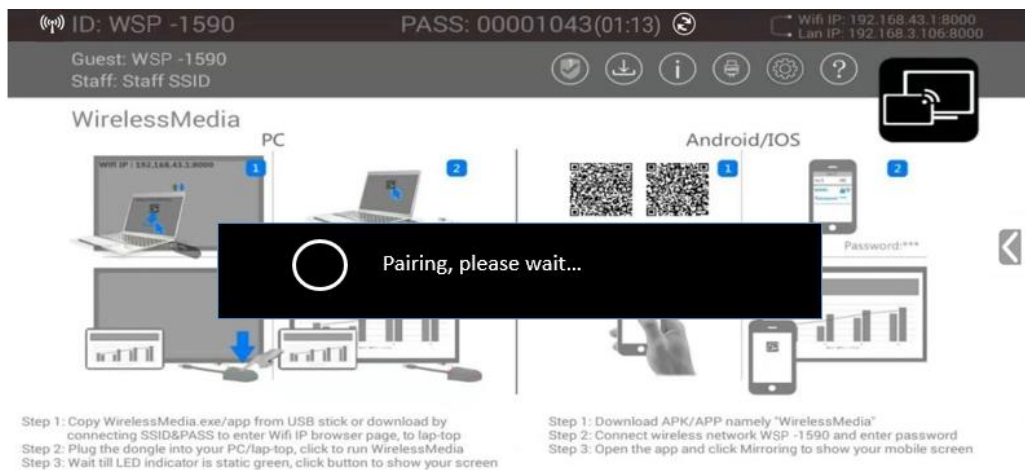 ID: WSP -1590
PASS: 00001043(01:13)
Wifi IP: 192.168.43.1:8000
Lan IP: 192.168.3.106:8000
Guest: WSP -1590
Staff: Staff SSID
WirelessMedia
PC
Android/IOS
Wifi IP : 192.168.43.1:8000
1
2
1
2
Password:***
Pairing, please wait...
Step 1: Copy WirelessMedia.exe/app from USB stick or download by
connecting SSID&PASS to enter Wifi IP browser page, to lap-top
Step 2: Plug the dongle into your PC/lap-top, click to run WirelessMedia
Step 3: Wait till LED indicator is static green, click button to show your screen
Step 1: Download APK/APP namely "WirelessMedia"
Step 2: Connect wireless network WSP -1590 and enter password
Step 3: Open the app and click Mirroring to show your mobile screen